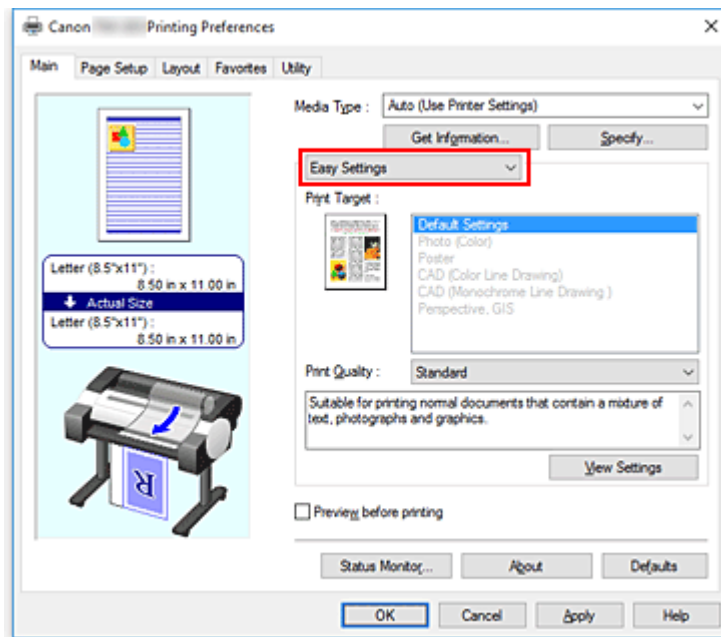 Canon Printing Preferences
Main Page Setup Layout Favorites Utility
Media Type : Auto (Use Printer Settings)
Get Information... Specify...
Easy Settings
Print Target :
Default Settings
Photo (Color)
Poster
CAD (Color Line Drawing)
CAD (Monochrome Line Drawing )
Perspective, GIS
Letter (8.5"x11") :
8.50 in x 11.00 in
Actual Size
Letter (8.5"x11") :
8.50 in x 11.00 in
R
Print Quality : Standard
Suitable for printing normal documents that contain a mixture of
text, photographs and graphics.
View Settings
Preview before printing
Status Monitor... About Defaults
OK Cancel Apply Help